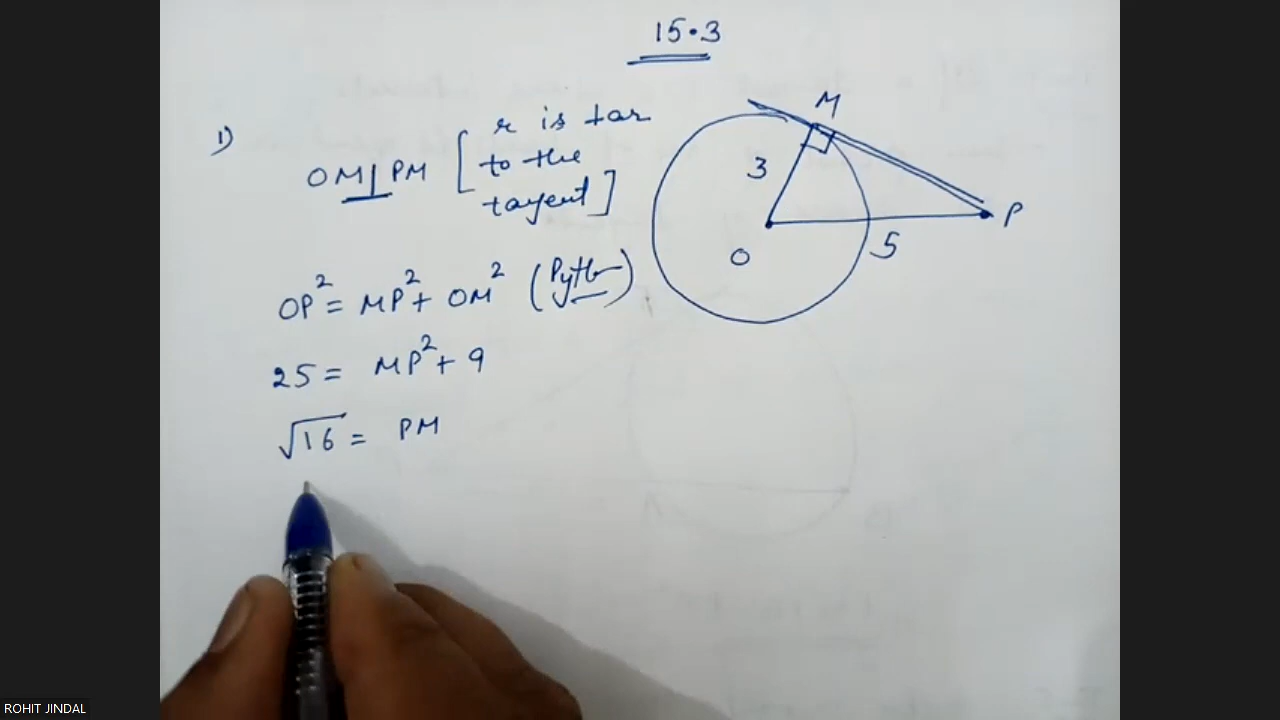 15.3
1)
OM⊥PM [ r is tar
to the
tangent ]
M
3
O
5
P
OP² = MP² + OM² (Pyth)
25 = MP² + 9
√16 = PM
ROHIT JINDAL